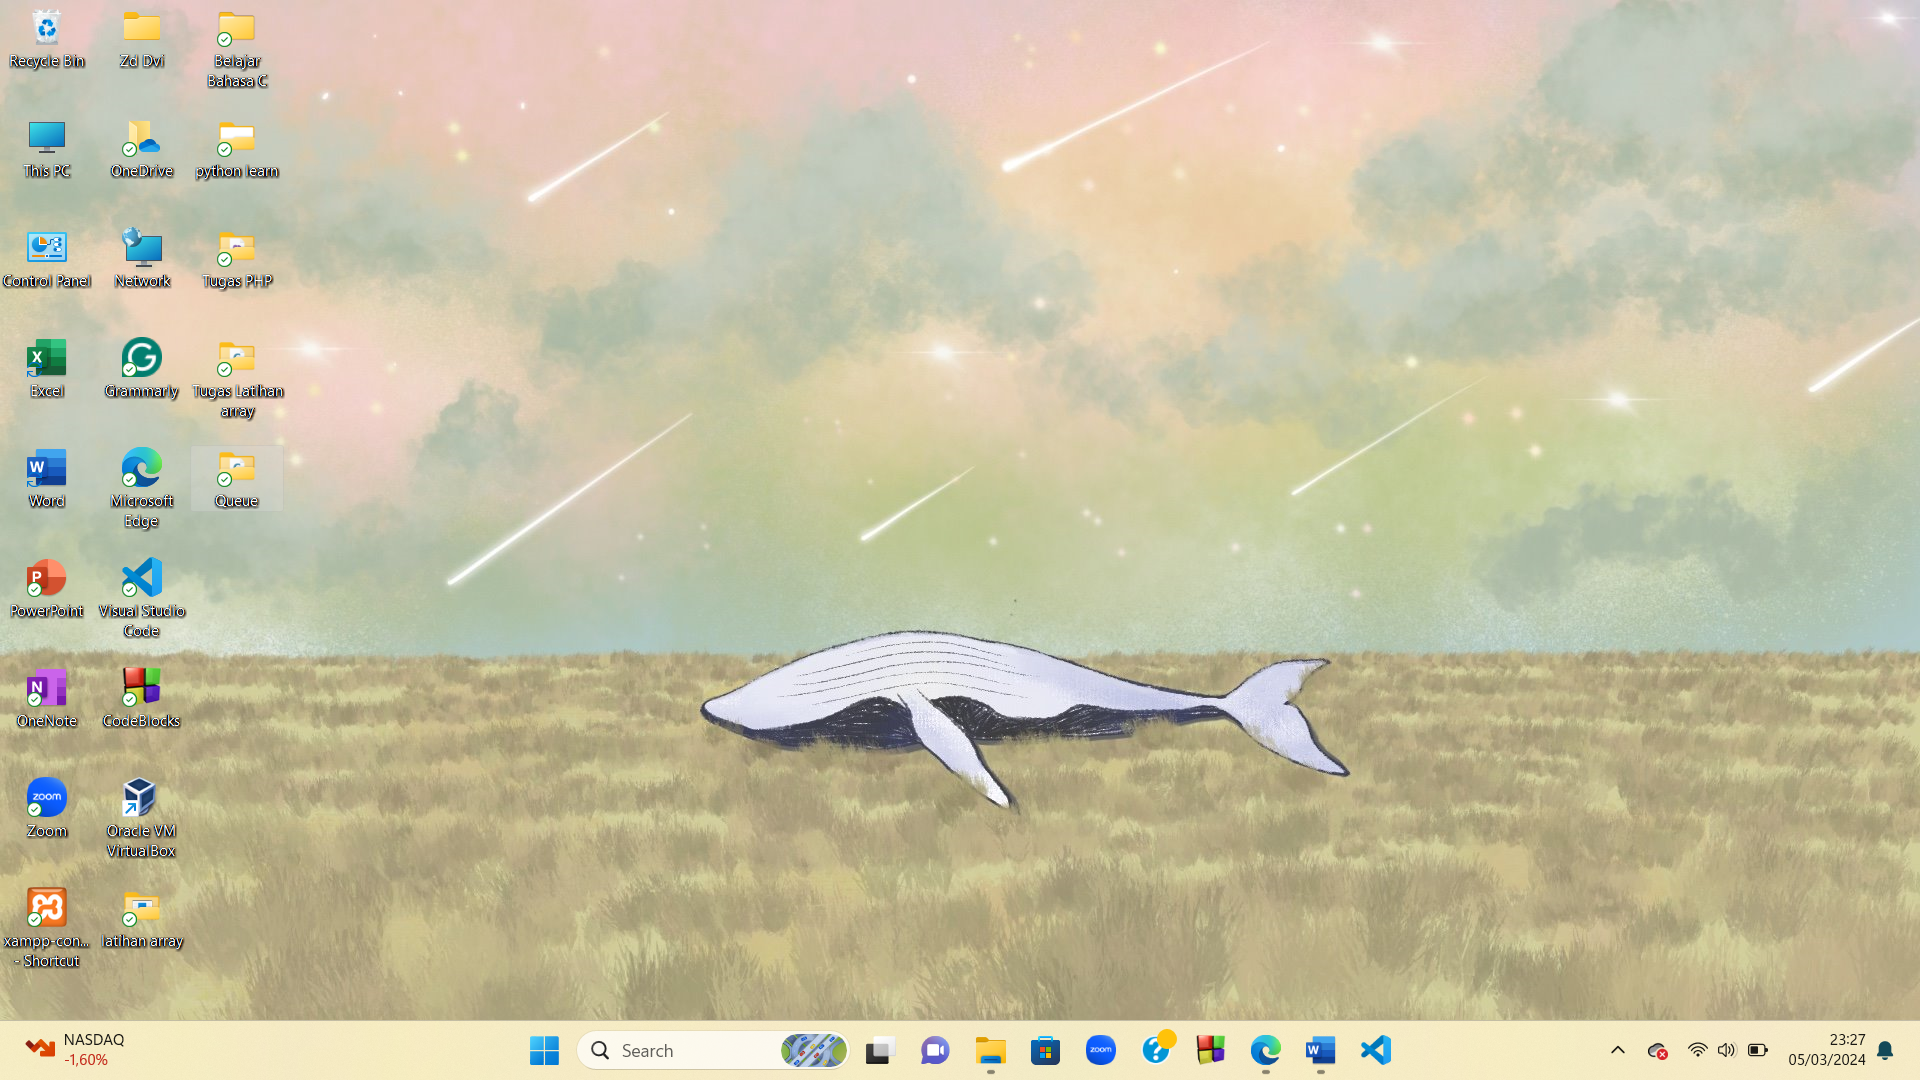 Recycle Bin
Zd Dvi
Belajar
Bahasa C
This PC
OneDrive
python learn
Control Panel
Network
Tugas PHP
Excel
Grammarly
Tugas Latihan
array
Word
Microsoft
Edge
Queue
PowerPoint
Visual Studio
Code
OneNote
CodeBlocks
zoom
Zoom
Oracle VM
VirtualBox
xampp-con...
- Shortcut
latihan array
NASDAQ
-1,60%
Search
zoom
23:27
05/03/2024